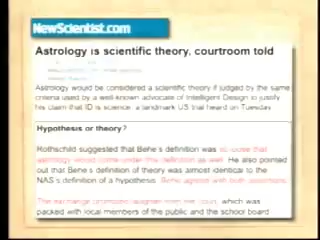 NewScientist.com
Astrology is scientific theory, courtroom told
Astrology would be considered a scientific theory if judged by the same
criteria used by a well-known advocate of Intelligent Design to justify
his claim that ID is science, a landmark US trial heard on Tuesday
Hypothesis or theory?
Rothschild suggested that Behe's definition was so loose that
astrology would come under this definition as well. He also pointed
out that Behe's definition of theory was almost identical to the
NAS's definition of a hypothesis. Behe agreed with both assertions.
The exchange prompted laughter from the court, which was
packed with local members of the public and the school board